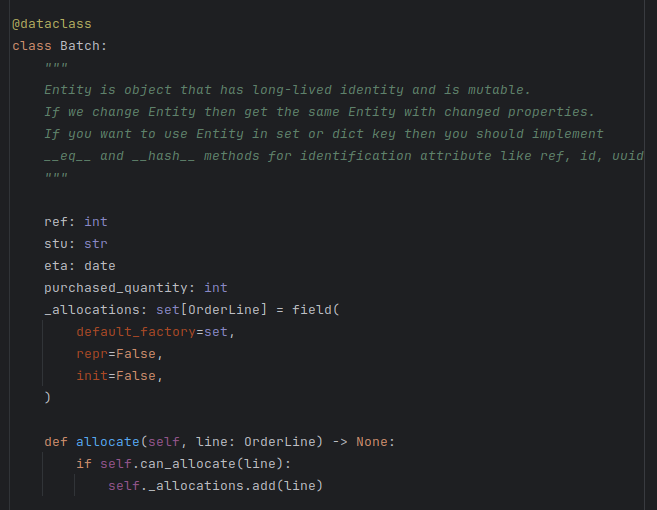 @dataclass
class Batch:
    """
    Entity is object that has long-lived identity and is mutable.
    If we change Entity then get the same Entity with changed properties.
    If you want to use Entity in set or dict key then you should implement
    __eq__ and __hash__ methods for identification attribute like ref, id, uuid
    """
    ref: int
    stu: str
    eta: date
    purchased_quantity: int
    _allocations: set[OrderLine] = field(
        default_factory=set,
        repr=False,
        init=False,
    )
    def allocate(self, line: OrderLine) -> None:
        if self.can_allocate(line):
            self._allocations.add(line)